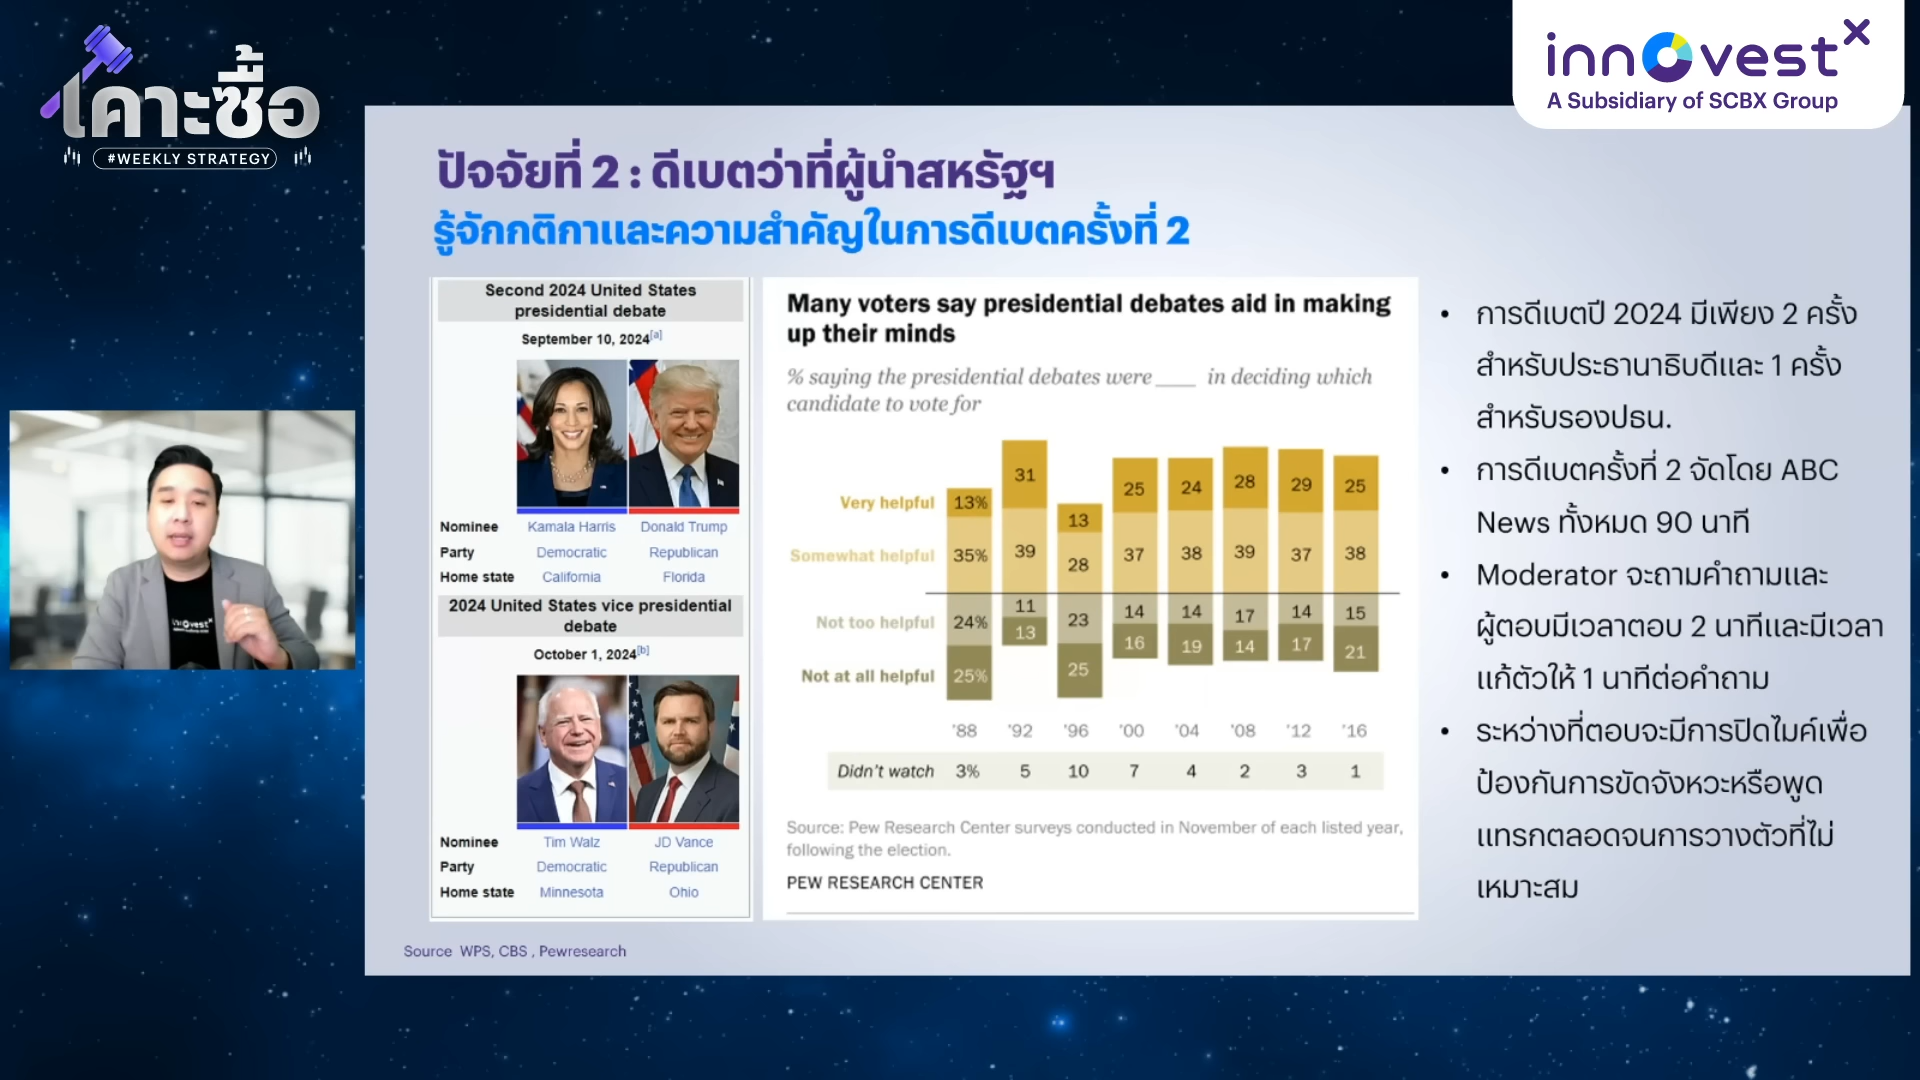 เคาะซื้อ
#WEEKLY STRATEGY
innovestx
A Subsidiary of SCBX Group
ปัจจัยที่ 2 : ดีเบตว่าที่ผู้นำสหรัฐฯ
รู้จักกติกาและความสำคัญในการดีเบตครั้งที่ 2
Second 2024 United States
presidential debate
September 10, 2024[a]
Nominee Kamala Harris Donald Trump
Party Democratic Republican
Home state California Florida
2024 United States vice presidential
debate
October 1, 2024[b]
Nominee Tim Walz JD Vance
Party Democratic Republican
Home state Minnesota Ohio
Many voters say presidential debates aid in making
up their minds
% saying the presidential debates were ___ in deciding which
candidate to vote for
Very helpful 13% 31 13 25 24 28 29 25
Somewhat helpful 35% 39 28 37 38 39 37 38
Not too helpful 24% 11 23 14 14 17 14 15
Not at all helpful 25% 13 25 16 19 14 17 21
'88 '92 '96 '00 '04 '08 '12 '16
Didn't watch 3% 5 10 7 4 2 3 1
Source: Pew Research Center surveys conducted in November of each listed year,
following the election.
PEW RESEARCH CENTER
• การดีเบตปี 2024 มีเพียง 2 ครั้ง
สำหรับประธานาธิบดีและ 1 ครั้ง
สำหรับรองปธน.
• การดีเบตครั้งที่ 2 จัดโดย ABC
News ทั้งหมด 90 นาที
• Moderator จะถามคำถามและ
ผู้ตอบมีเวลาตอบ 2 นาทีและมีเวลา
แก้ตัวให้ 1 นาทีต่อคำถาม
• ระหว่างที่ตอบจะมีการปิดไมค์เพื่อ
ป้องกันการขัดจังหวะหรือพูด
แทรกตลอดจนการวางตัวที่ไม่
เหมาะสม
Source WPS, CBS , Pewresearch
innovestx